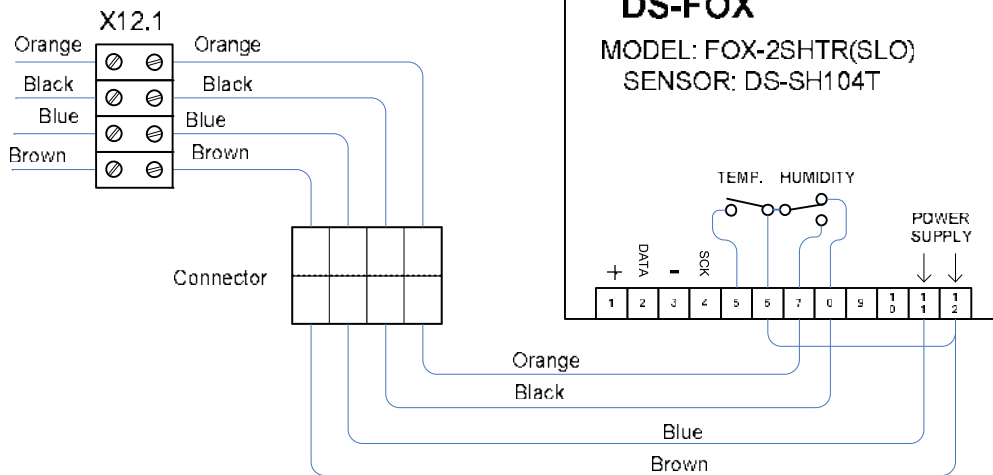 DS-FOX
MODEL: FOX-2SHTR(SLO)
SENSOR: DS-SH104T
X12.1
Orange Orange
Black Black
Blue Blue
Brown Brown
Connector
TEMP. HUMIDITY
POWER
SUPPLY
+ DATA - SCK
1 2 3 4 5 6 7 8 9 10 11 12
Orange
Black
Blue
Brown